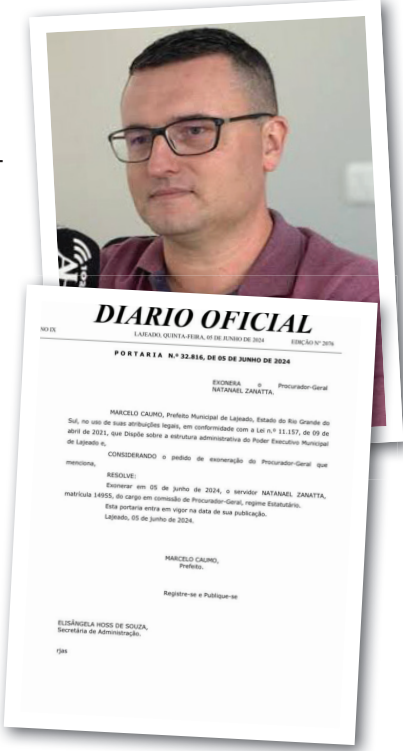 DIARIO OFICIAL
NO IX LAJEADO, QUINTA-FEIRA, 05 DE JUNHO DE 2024 EDIÇÃO Nº 2076
PORTARIA N.º 32.816, DE 05 DE JUNHO DE 2024
EXONERA o Procurador-Geral
NATANAEL ZANATTA.
MARCELO CAUMO, Prefeito Municipal de Lajeado, Estado do Rio Grande do
Sul, no uso de suas atribuições legais, em conformidade com a Lei n.º 11.157, de 09 de
abril de 2021, que Dispõe sobre a estrutura administrativa do Poder Executivo Municipal
de Lajeado e,
CONSIDERANDO o pedido de exoneração do Procurador-Geral que
menciona,
RESOLVE:
Exonerar em 05 de junho de 2024, o servidor NATANAEL ZANATTA,
matrícula 14955, do cargo em comissão de Procurador-Geral, regime Estatutário.
Esta portaria entra em vigor na data de sua publicação.
Lajeado, 05 de junho de 2024.
MARCELO CAUMO,
Prefeito.
Registre-se e Publique-se
ELISÂNGELA HOSS DE SOUZA,
Secretária de Administração.
rjas